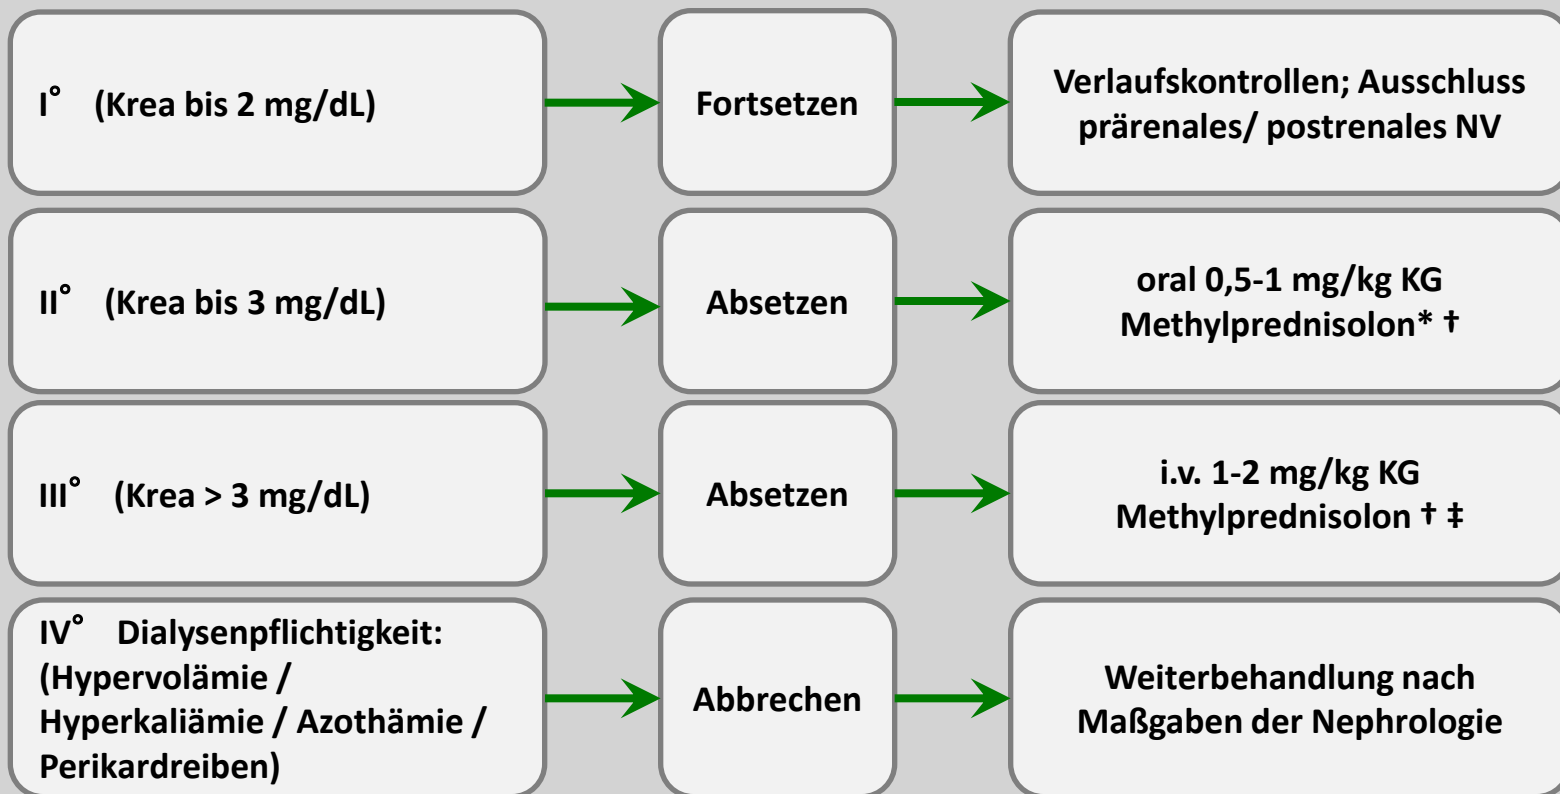 I° (Krea bis 2 mg/dL)
Fortsetzen
Verlaufskontrollen; Ausschluss
prärenales/ postrenales NV
II° (Krea bis 3 mg/dL)
Absetzen
oral 0,5-1 mg/kg KG
Methylprednisolon* †
III° (Krea > 3 mg/dL)
Absetzen
i.v. 1-2 mg/kg KG
Methylprednisolon † ‡
IV° Dialysenpflichtigkeit:
(Hypervolämie /
Hyperkaliämie / Azothämie /
Perikardreiben)
Abbrechen
Weiterbehandlung nach
Maßgaben der Nephrologie